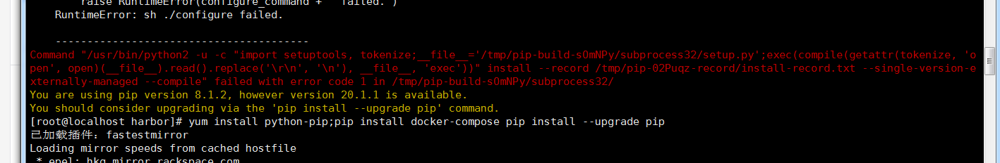 raise RuntimeError(configure_command + " failed.")
RuntimeError: sh ./configure failed.
----------------------------------------
Command "/usr/bin/python2 -u -c "import setuptools, tokenize;__file__='/tmp/pip-build-sOmNPy/subprocess32/setup.py';exec(compile(getattr(tokenize, 'o
pen', open)(__file__).read().replace('\r\n', '\n'), __file__, 'exec'))" install --record /tmp/pip-02Puqz-record/install-record.txt --single-version-e
xternally-managed --compile" failed with error code 1 in /tmp/pip-build-sOmNPy/subprocess32/
You are using pip version 8.1.2, however version 20.1.1 is available.
You should consider upgrading via the 'pip install --upgrade pip' command.
[root@localhost harbor]# yum install python-pip;pip install docker-compose pip install --upgrade pip
已加载插件：fastestmirror
Loading mirror speeds from cached hostfile
* epel: hkg.mirror.rackspace.com